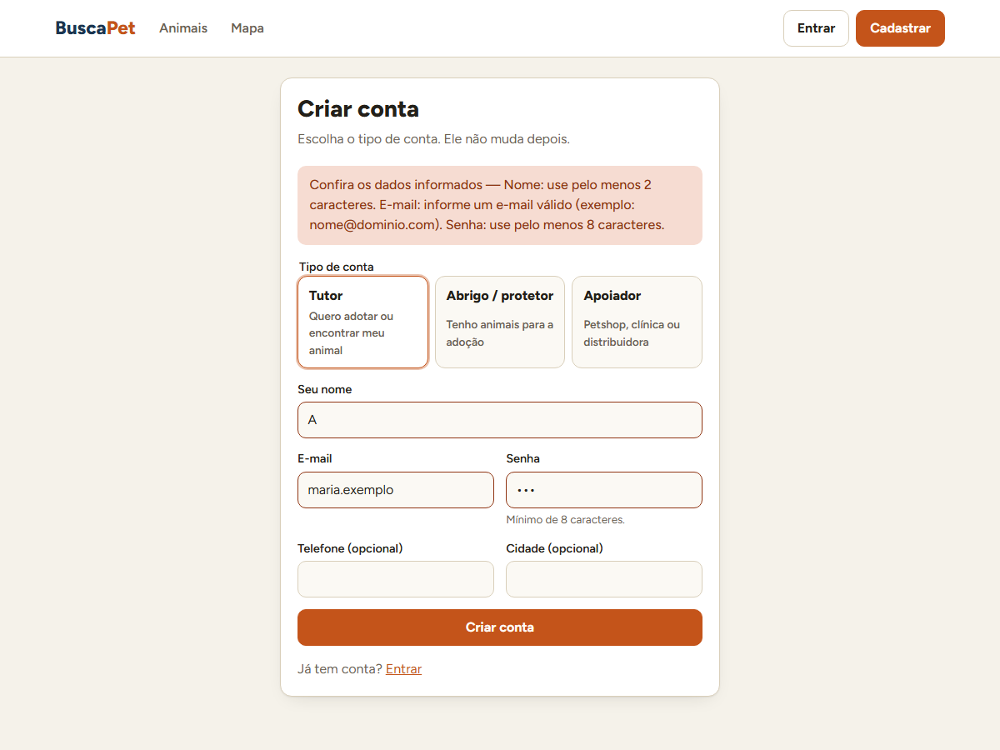 BuscaPet Animais Mapa Entrar Cadastrar
Criar conta
Escolha o tipo de conta. Ele não muda depois.
Confira os dados informados — Nome: use pelo menos 2
caracteres. E-mail: informe um e-mail válido (exemplo:
nome@dominio.com). Senha: use pelo menos 8 caracteres.
Tipo de conta
Tutor
Quero adotar ou
encontrar meu
animal
Abrigo / protetor
Tenho animais para a
adoção
Apoiador
Petshop, clínica ou
distribuidora
Seu nome
A
E-mail
maria.exemplo
Senha
•••
Mínimo de 8 caracteres.
Telefone (opcional)
Cidade (opcional)
Criar conta
Já tem conta? Entrar